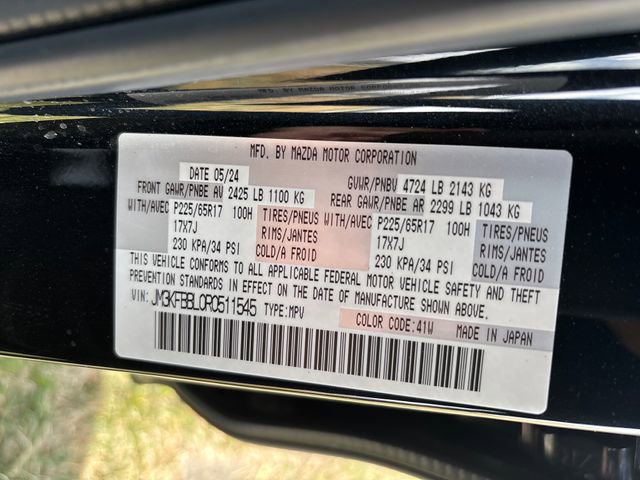 MFD. BY MAZDA MOTOR CORPORATION
DATE 05/24 GVWR/PNBV 4724 LB 2143 KG
FRONT GAWR/PNBE AV 2425 LB 1100 KG REAR GAWR/PNBE AR 2299 LB 1043 KG
WITH/AVEC P225/65R17 100H TIRES/PNEUS WITH/AVEC P225/65R17 100H TIRES/PNEUS
17X7J RIMS/JANTES 17X7J RIMS/JANTES
230 KPA/34 PSI COLD/A FROID 230 KPA/34 PSI COLD/A FROID
THIS VEHICLE CONFORMS TO ALL APPLICABLE FEDERAL MOTOR VEHICLE SAFETY AND THEFT
PREVENTION STANDARDS IN EFFECT ON THE DATE OF MANUFACTURE SHOWN ABOVE.
VIN: JM3KFBBL0R0511545 TYPE:MPV
COLOR CODE:41W MADE IN JAPAN